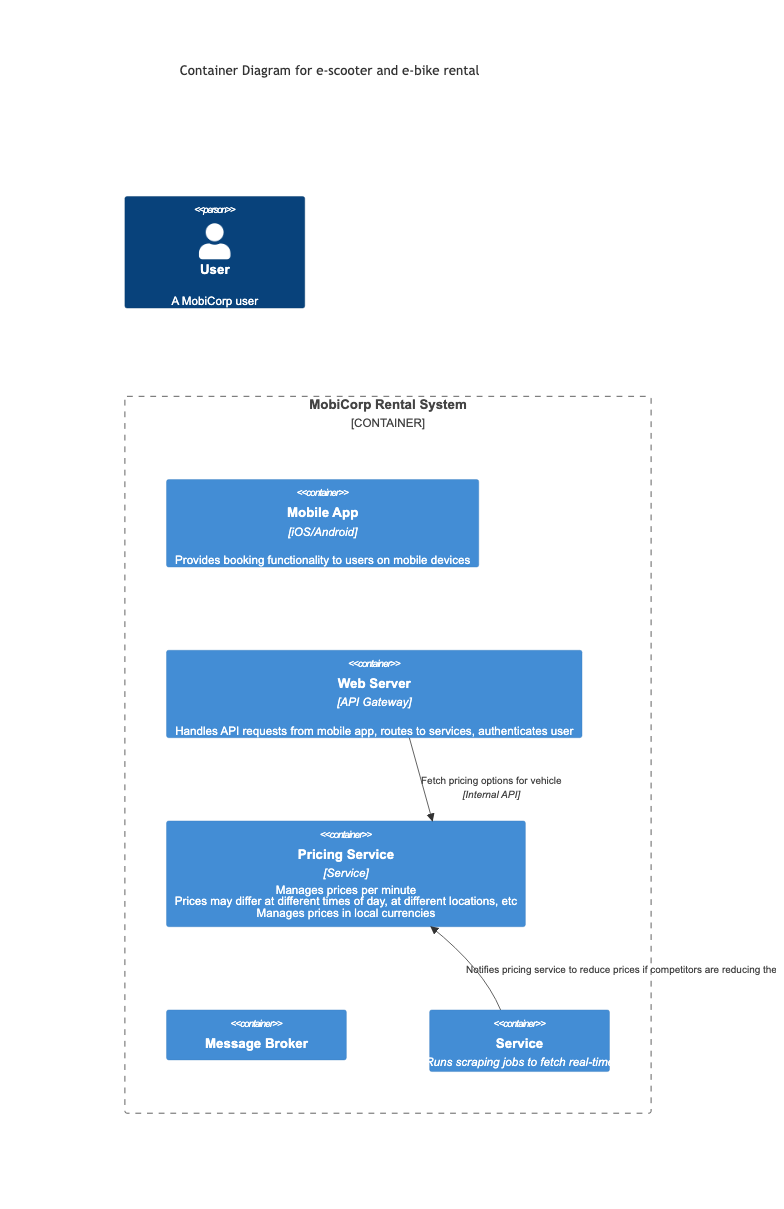 Container Diagram for e-scooter and e-bike rental
<<person>>
User
A MobiCorp user
MobiCorp Rental System
[CONTAINER]
<<container>>
Mobile App
[iOS/Android]
Provides booking functionality to users on mobile devices
<<container>>
Web Server
[API Gateway]
Handles API requests from mobile app, routes to services, authenticates user
Fetch pricing options for vehicle
[Internal API]
<<container>>
Pricing Service
[Service]
Manages prices per minute
Prices may differ at different times of day, at different locations, etc
Manages prices in local currencies
Notifies pricing service to reduce prices if competitors are reducing the
<<container>>
Message Broker
<<container>>
Service
Runs scraping jobs to fetch real-time